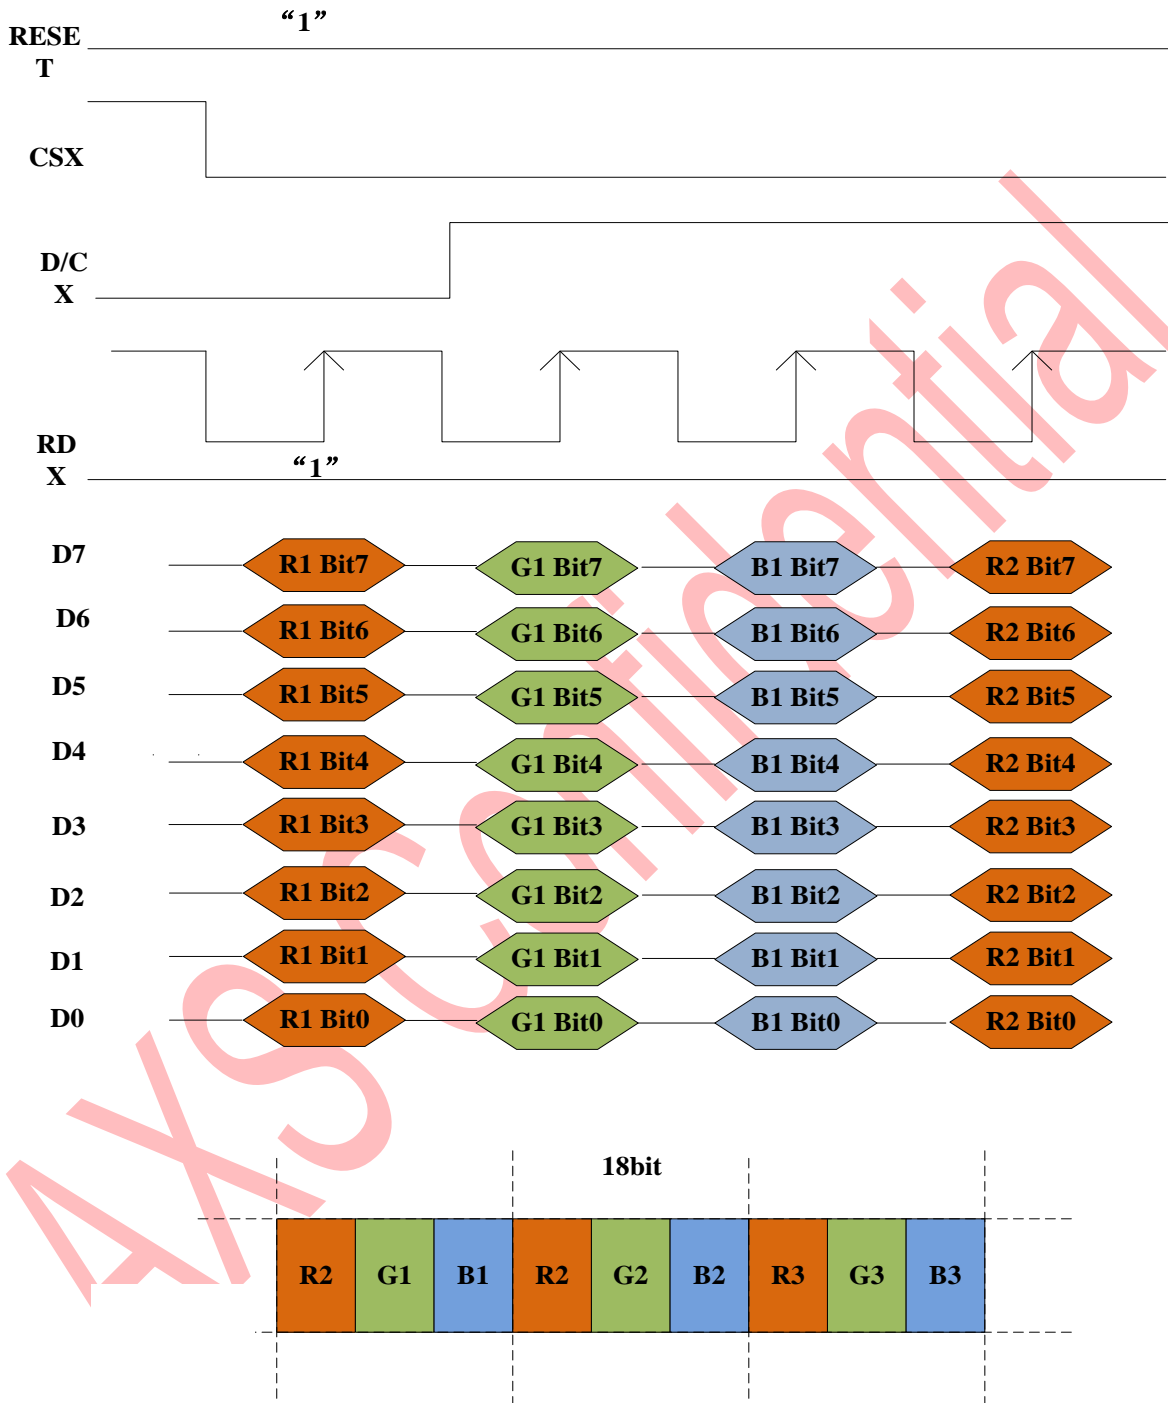 “1”
RESE
T
CSX
D/C
X
RD
X
“1”
D7 R1 Bit7 G1 Bit7 B1 Bit7 R2 Bit7
D6 R1 Bit6 G1 Bit6 B1 Bit6 R2 Bit6
D5 R1 Bit5 G1 Bit5 B1 Bit5 R2 Bit5
D4 R1 Bit4 G1 Bit4 B1 Bit4 R2 Bit4
D3 R1 Bit3 G1 Bit3 B1 Bit3 R2 Bit3
D2 R1 Bit2 G1 Bit2 B1 Bit2 R2 Bit2
D1 R1 Bit1 G1 Bit1 B1 Bit1 R2 Bit1
D0 R1 Bit0 G1 Bit0 B1 Bit0 R2 Bit0
18bit
R2 G1 B1 R2 G2 B2 R3 G3 B3
AXS Confidential